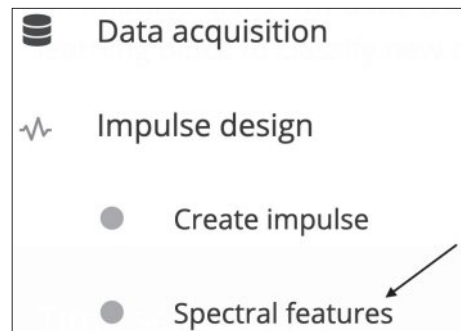 Data acquisition
Impulse design
Create impulse
Spectral features